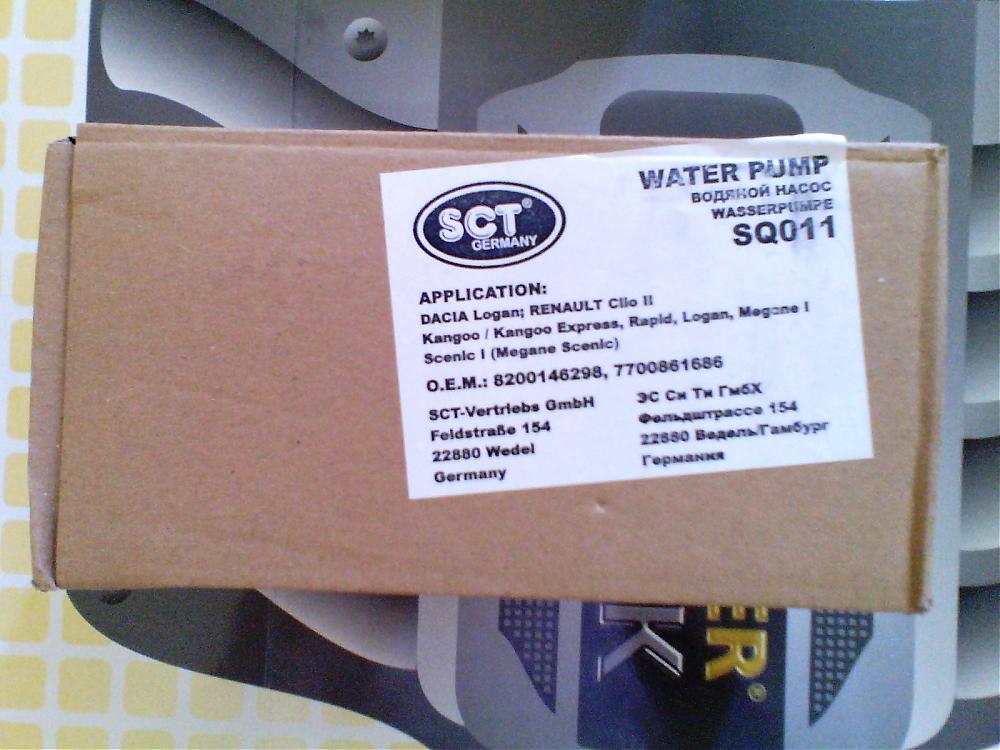 SCT®
GERMANY
WATER PUMP
ВОДЯНОЙ НАСОС
WASSERPUMPE
SQ011
APPLICATION:
DACIA Logan; RENAULT Clio II
Kangoo / Kangoo Express, Rapid, Logan, Megane I
Scenic I (Megane Scenic)
O.E.M.: 8200146298, 7700861686
SCT-Vertriebs GmbH
Feldstraße 154
22880 Wedel
Germany
ЭС Си Ти ГмбХ
Фельдштрассе 154
22880 Ведель/Гамбург
Германия